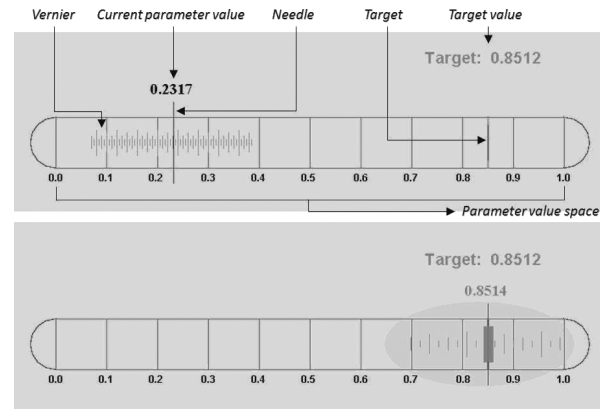 Vernier Current parameter value Needle Target Target value
Target: 0.8512
0.2317
0.0 0.1 0.2 0.3 0.4 0.5 0.6 0.7 0.8 0.9 1.0
Parameter value space
Target: 0.8512
0.8514
0.0 0.1 0.2 0.3 0.4 0.5 0.6 0.7 0.8 0.9 1.0